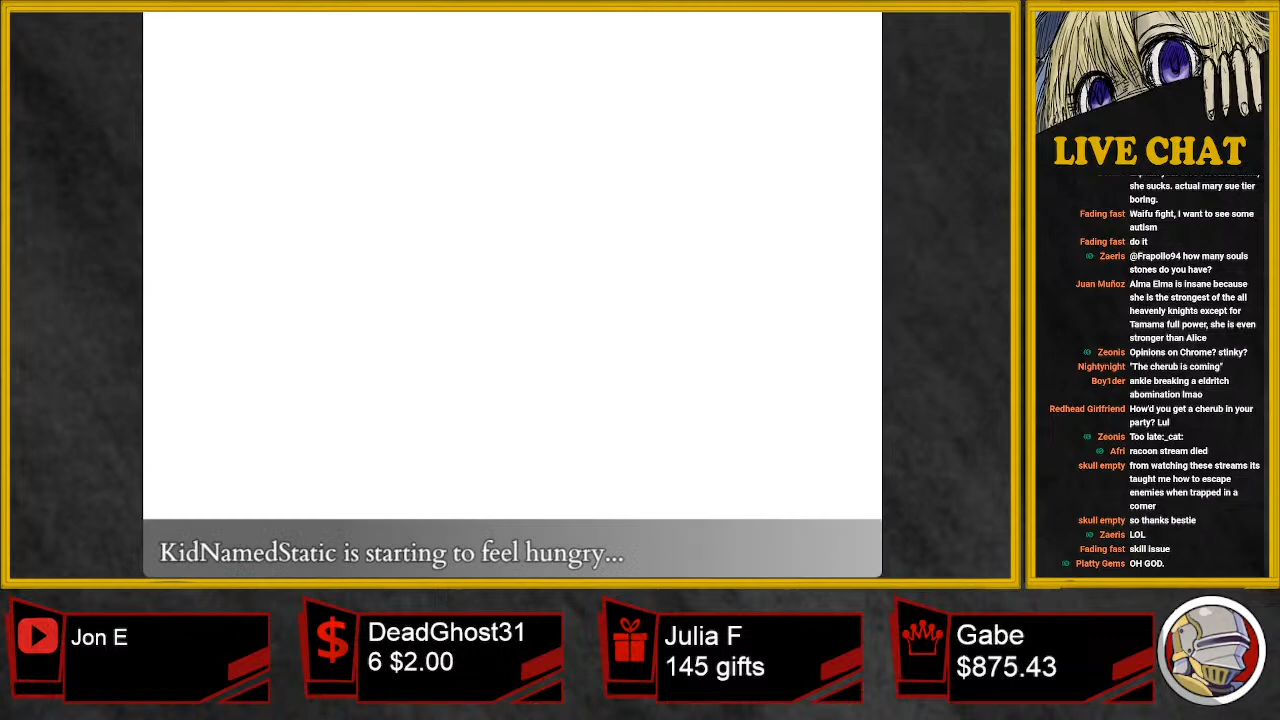 LIVE CHAT
she sucks. actual mary sue tier
boring.
Fading fast Waifu fight, I want to see some
autism
Fading fast do it
Zaeris @Frapollo94 how many souls
stones do you have?
Juan Muñoz Alma Elma is insane because
she is the strongest of the all
heavenly knights except for
Tamama full power, she is even
stronger than Alice
Zeonis Opinions on Chrome? stinky?
Nightynight "The cherub is coming"
Boy1der ankle breaking a eldritch
abomination lmao
Redhead Girlfriend How'd you get a cherub in your
party? Lul
Zeonis Too late:_cat:
Afri racoon stream died
skull empty from watching these streams its
taught me how to escape
enemies when trapped in a
corner
skull empty so thanks bestie
Zaeris LOL
Fading fast skill issue
Platty Gems OH GOD.
KidNamedStatic is starting to feel hungry...
Jon E
DeadGhost31
6 $2.00
Julia F
145 gifts
Gabe
$875.43